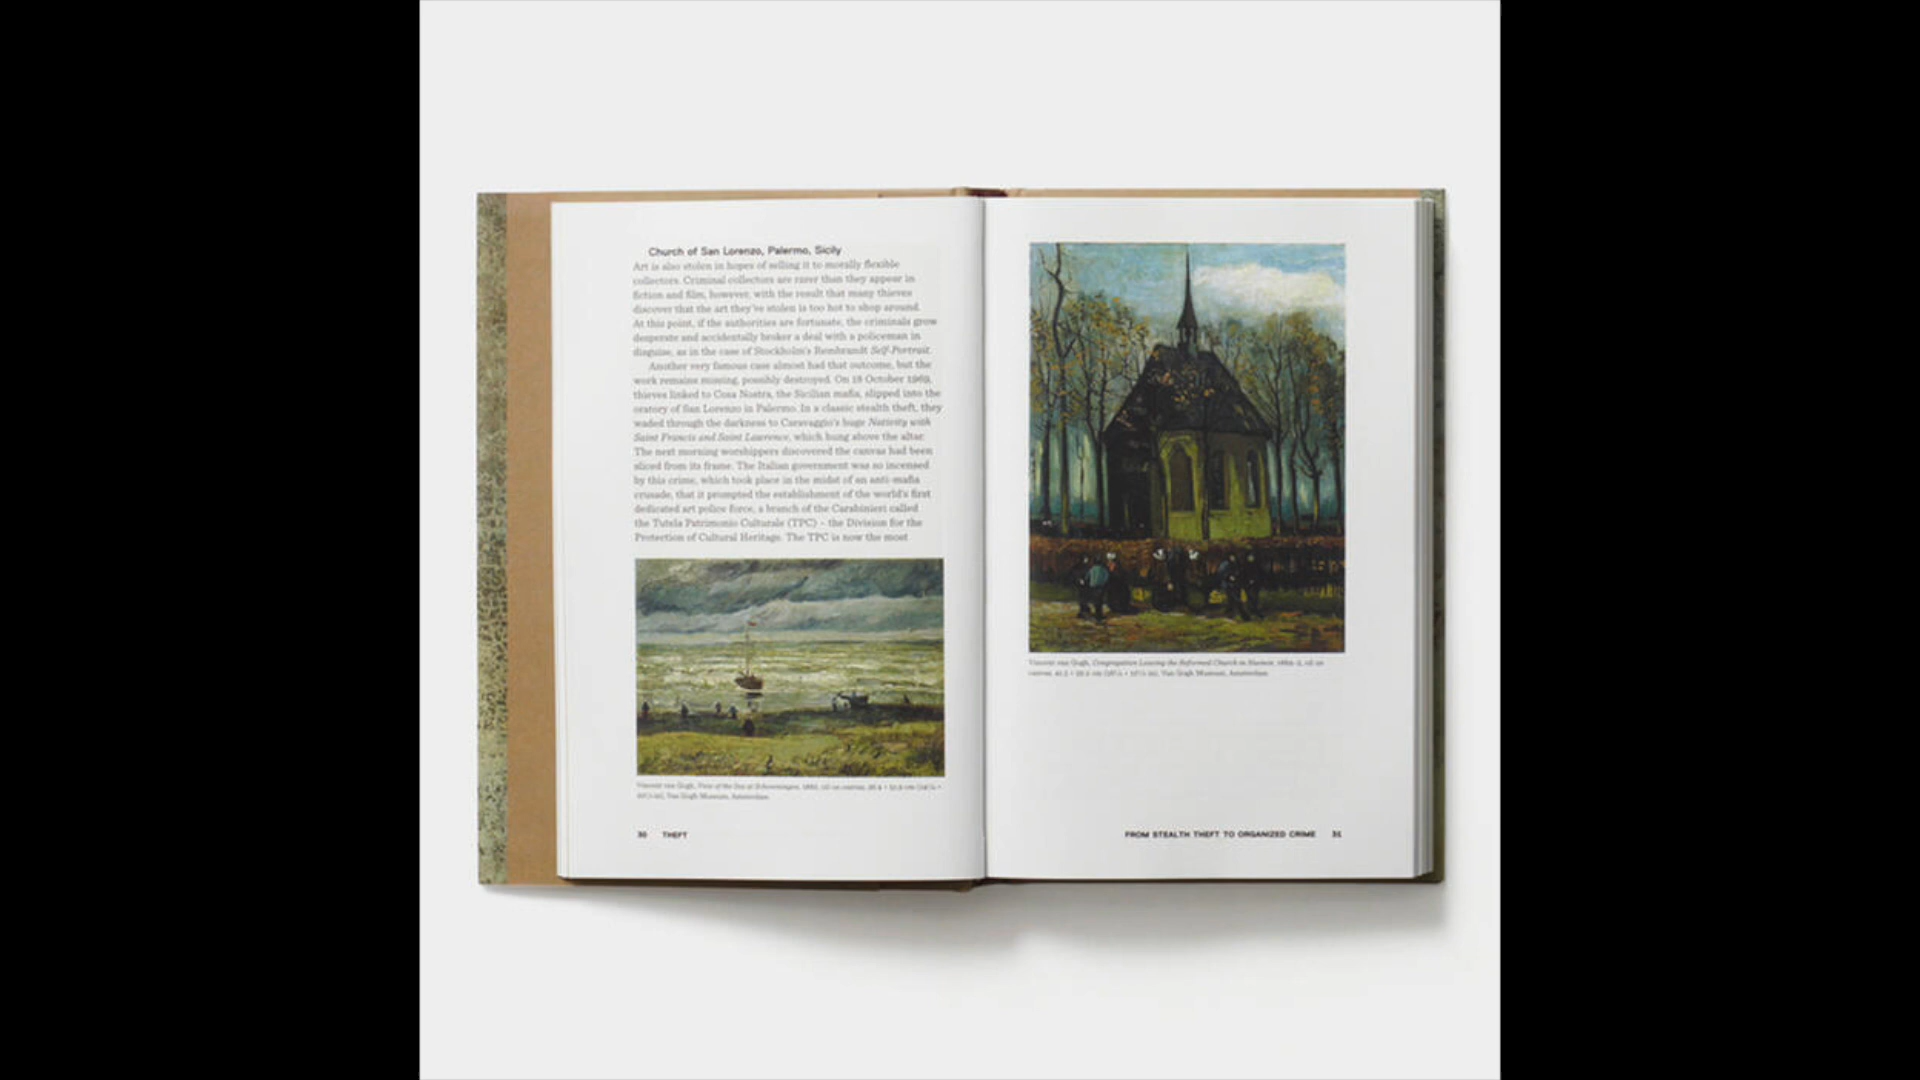 Church of San Lorenzo, Palermo, Sicily
Art is also stolen in hopes of selling it to morally flexible
collectors. Criminal collectors are rarer than they appear in
fiction and film, however, with the result that many thieves
discover that the art they've stolen is too hot to shop around.
At this point, if the authorities are fortunate, the criminals grow
desperate and accidentally broker a deal with a policeman in
disguise, as in the case of Stockholm's Rembrandt Self-Portrait.
Another very famous case almost had that outcome, but the
work remains missing, possibly destroyed. On 18 October 1969,
thieves linked to Cosa Nostra, the Sicilian mafia, slipped into the
oratory of San Lorenzo in Palermo. In a classic stealth theft, they
waded through the darkness to Caravaggio's huge Nativity with
Saint Francis and Saint Lawrence, which hung above the altar.
The next morning worshippers discovered the canvas had been
sliced from its frame. The Italian government was so incensed
by this crime, which took place in the midst of an anti-mafia
crusade, that it prompted the establishment of the world's first
dedicated art police force, a branch of the Carabinieri called
the Tutela Patrimonio Culturale (TPC) – the Division for the
Protection of Cultural Heritage. The TPC is now the most
Vincent van Gogh, View of the Sea at Scheveningen, 1882, oil on canvas,
Van Gogh Museum, Amsterdam
30 THEFT
Vincent van Gogh, Congregation Leaving the Reformed Church in Nuenen, oil on
canvas, Van Gogh Museum, Amsterdam
FROM STEALTH THEFT TO ORGANIZED CRIME 31